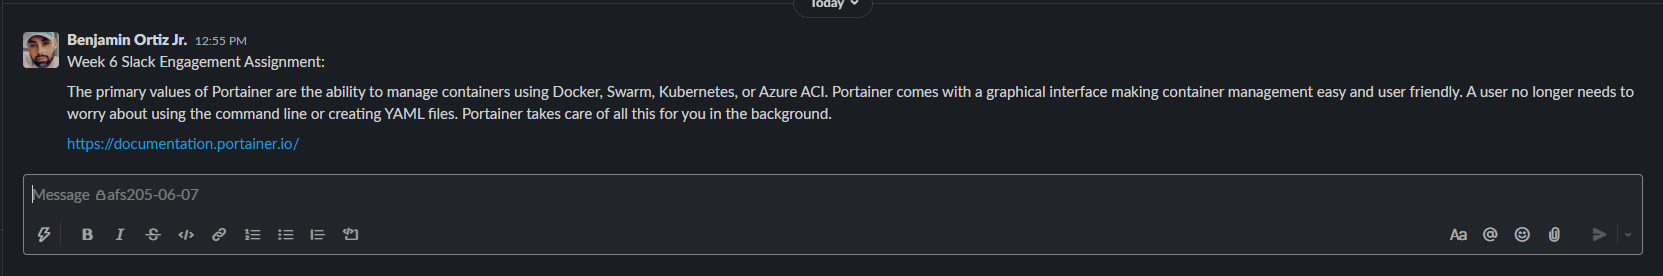 Today
Benjamin Ortiz Jr. 12:55 PM
Week 6 Slack Engagement Assignment:
The primary values of Portainer are the ability to manage containers using Docker, Swarm, Kubernetes, or Azure ACI. Portainer comes with a graphical interface making container management easy and user friendly. A user no longer needs to
worry about using the command line or creating YAML files. Portainer takes care of all this for you in the background.
https://documentation.portainer.io/
Message afs205-06-07
B I S </> Aa @